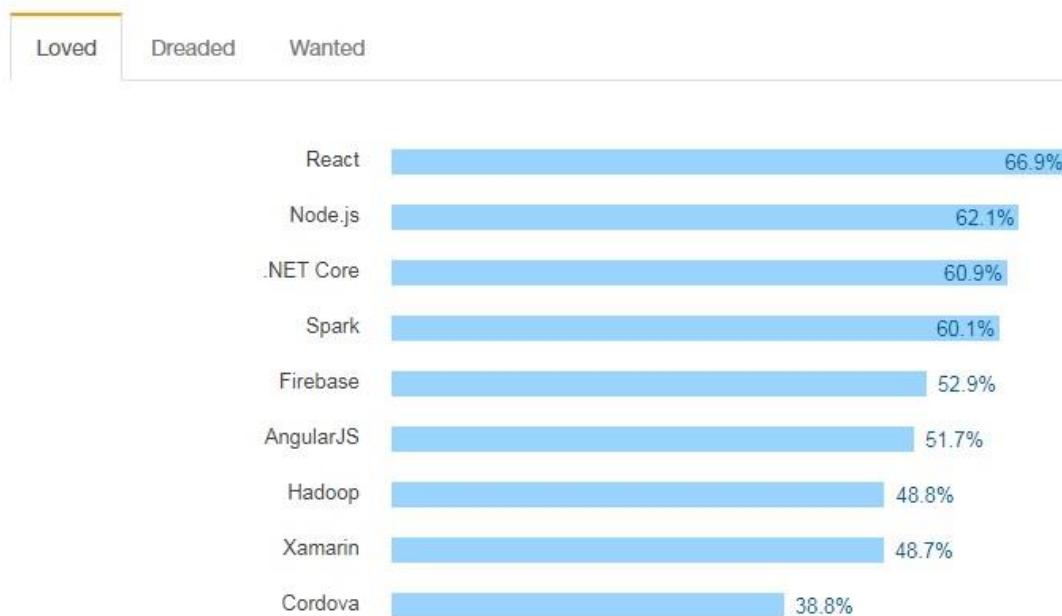 Loved Dreaded Wanted
React 66.9%
Node.js 62.1%
.NET Core 60.9%
Spark 60.1%
Firebase 52.9%
AngularJS 51.7%
Hadoop 48.8%
Xamarin 48.7%
Cordova 38.8%